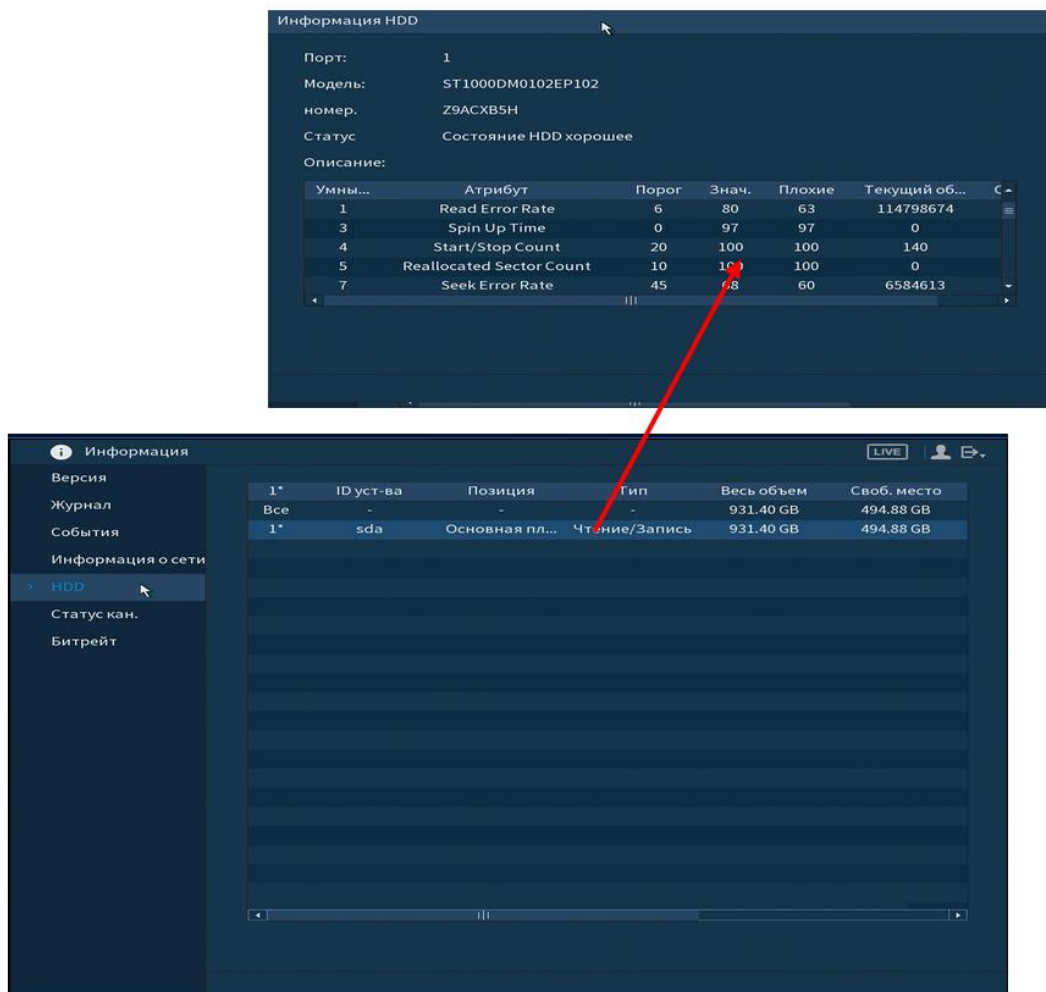 Информация HDD
Порт: 1
Модель: ST1000DM0102EP102
номер. Z9ACXB5H
Статус Состояние HDD хорошее
Описание:
Умны... Атрибут Порог Знач. Плохие Текущий об...
1 Read Error Rate 6 80 63 114798674
3 Spin Up Time 0 97 97 0
4 Start/Stop Count 20 100 100 140
5 Reallocated Sector Count 10 100 100 0
7 Seek Error Rate 45 68 60 6584613
Информация LIVE
Версия
Журнал
События
Информация о сети
HDD
Статус кан.
Битрейт
1* ID уст-ва Позиция Тип Весь объем Своб. место
Все - - - 931.40 GB 494.88 GB
1* sda Основная пл... Чтение/Запись 931.40 GB 494.88 GB